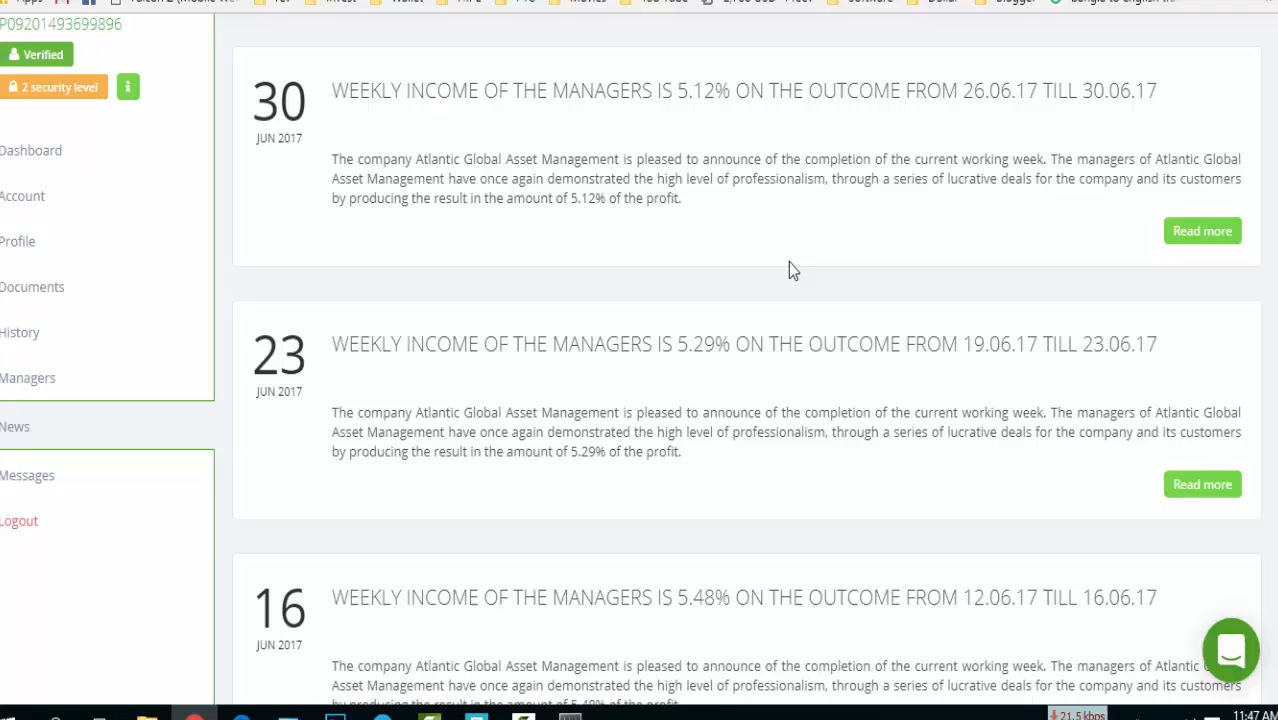 P09201493699896
Verified
2 security level
i
Dashboard
Account
Profile
Documents
History
Managers
News
Messages
Logout
30
JUN 2017
WEEKLY INCOME OF THE MANAGERS IS 5.12% ON THE OUTCOME FROM 26.06.17 TILL 30.06.17
The company Atlantic Global Asset Management is pleased to announce of the completion of the current working week. The managers of Atlantic Global
Asset Management have once again demonstrated the high level of professionalism, through a series of lucrative deals for the company and its customers
by producing the result in the amount of 5.12% of the profit.
Read more
23
JUN 2017
WEEKLY INCOME OF THE MANAGERS IS 5.29% ON THE OUTCOME FROM 19.06.17 TILL 23.06.17
The company Atlantic Global Asset Management is pleased to announce of the completion of the current working week. The managers of Atlantic Global
Asset Management have once again demonstrated the high level of professionalism, through a series of lucrative deals for the company and its customers
by producing the result in the amount of 5.29% of the profit.
Read more
16
JUN 2017
WEEKLY INCOME OF THE MANAGERS IS 5.48% ON THE OUTCOME FROM 12.06.17 TILL 16.06.17
The company Atlantic Global Asset Management is pleased to announce of the completion of the current working week. The managers of Atlantic
Asset Management have once again demonstrated the high level of professionalism, through a series of lucrative deals for the company and its customers
21.5 kbps
11:47 AM